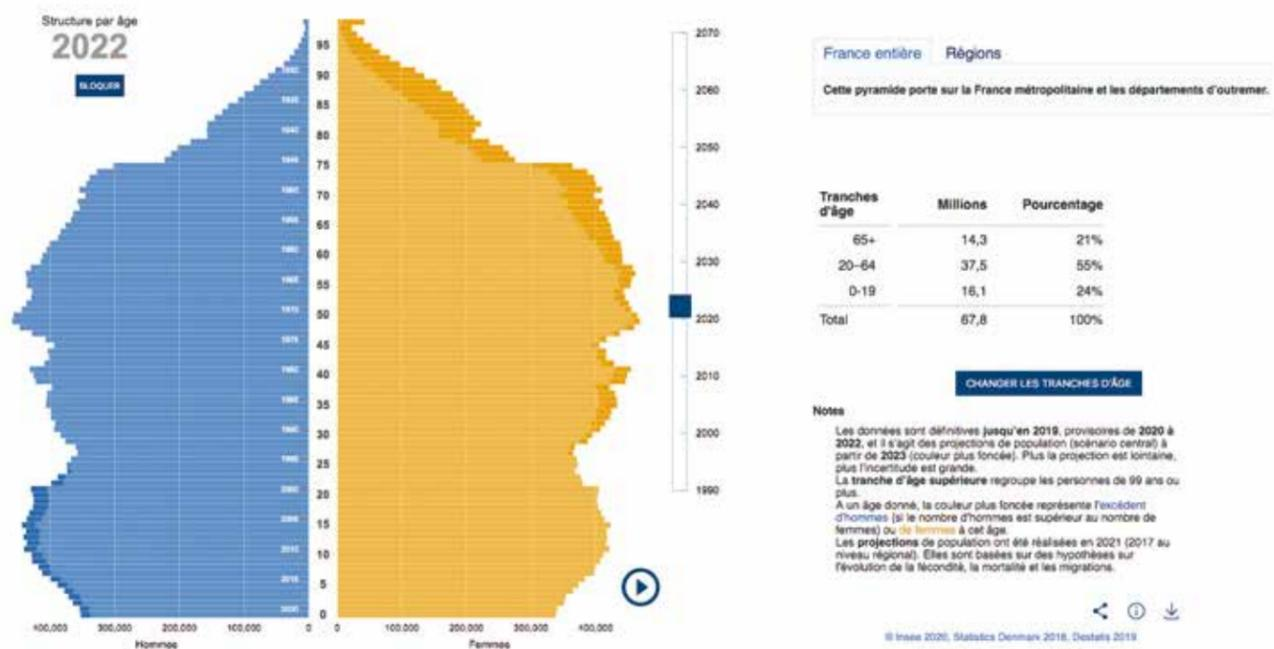 Structure par âge
2022
BLOQUER
95
90
85
80
75
70
65
60
55
50
45
40
35
30
25
20
15
10
5
0
400,000 300,000 200,000 100,000 0
Hommes
0 100,000 200,000 300,000 400,000
Femmes
2070
2060
2050
2040
2030
2020
2010
2000
1990
France entière Régions
Cette pyramide porte sur la France métropolitaine et les départements d'outremer.
Tranches d'âge Millions Pourcentage
65+ 14,3 21%
20–64 37,5 55%
0-19 16,1 24%
Total 67,8 100%
CHANGER LES TRANCHES D'ÂGE
Notes
Les données sont définitives jusqu'en 2019, provisoires de 2020 à
2022, et il s'agit des projections de population (scénario central) à
partir de 2023 (couleur plus foncée). Plus la projection est lointaine,
plus l'incertitude est grande.
La tranche d'âge supérieure regroupe les personnes de 99 ans ou
plus.
A un âge donné, la couleur plus foncée représente l'excédent
d'hommes (si le nombre d'hommes est supérieur au nombre de
femmes) ou de femmes à cet âge.
Les projections de population ont été réalisées en 2021 (2017 au
niveau régional). Elles sont basées sur des hypothèses sur
l'évolution de la fécondité, la mortalité et les migrations.
© Insee 2020, Statistics Denmark 2018, Destatis 2019